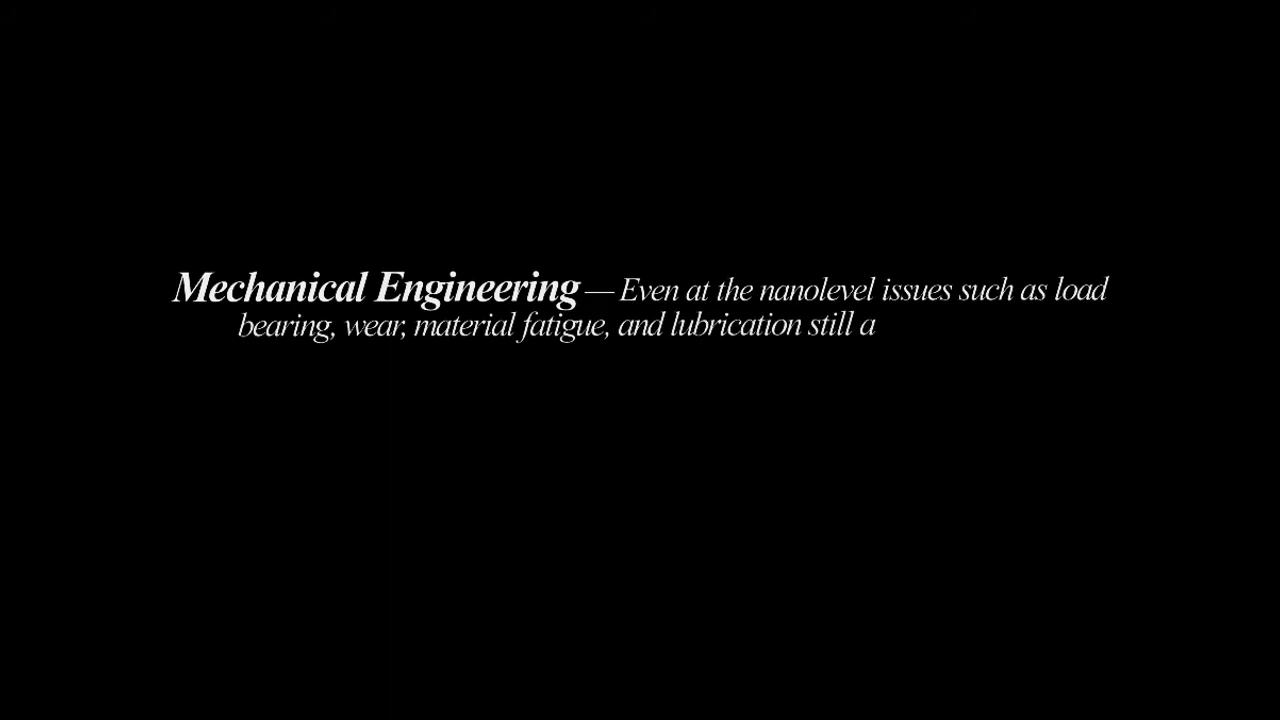 Mechanical Engineering — Even at the nanolevel issues such as load
bearing, wear, material fatigue, and lubrication still a